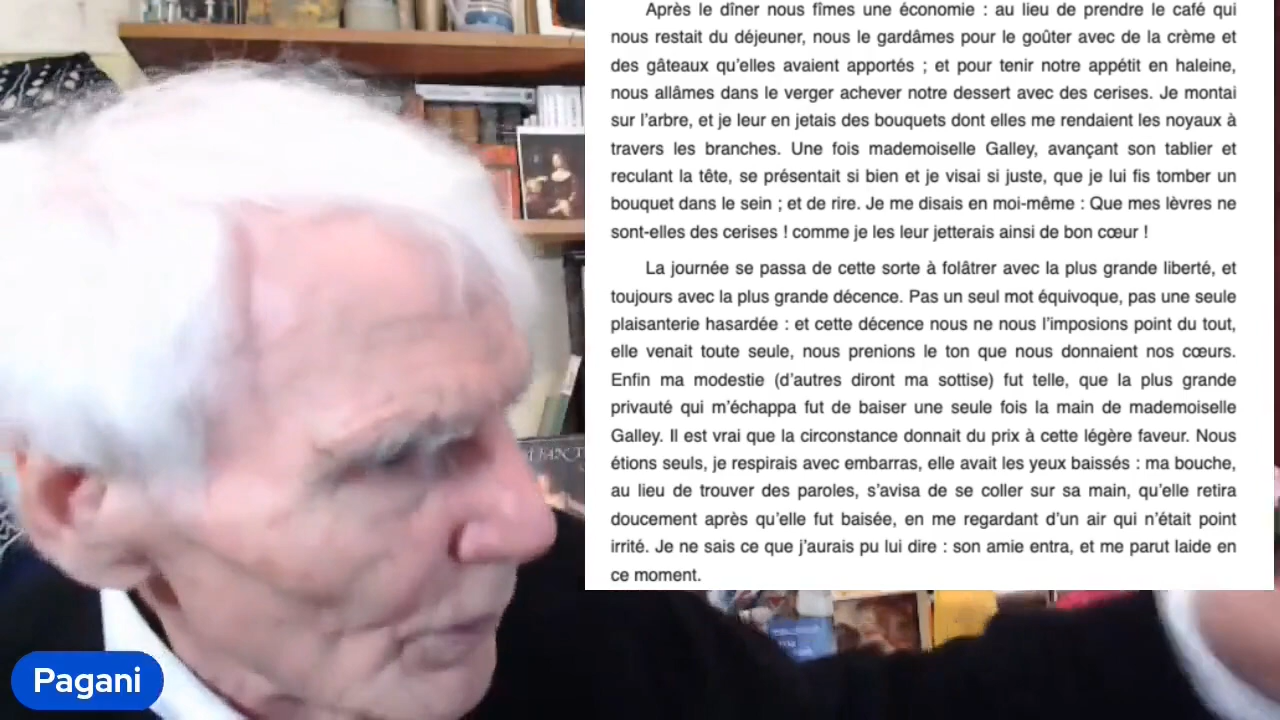 Après le dîner nous fîmes une économie : au lieu de prendre le café qui
nous restait du déjeuner, nous le gardâmes pour le goûter avec de la crème et
des gâteaux qu’elles avaient apportés ; et pour tenir notre appétit en haleine,
nous allâmes dans le verger achever notre dessert avec des cerises. Je montai
sur l’arbre, et je leur en jetais des bouquets dont elles me rendaient les noyaux à
travers les branches. Une fois mademoiselle Galley, avançant son tablier et
reculant la tête, se présentait si bien et je visai si juste, que je lui fis tomber un
bouquet dans le sein ; et de rire. Je me disais en moi-même : Que mes lèvres ne
sont-elles des cerises ! comme je les leur jetterais ainsi de bon cœur !
La journée se passa de cette sorte à folâtrer avec la plus grande liberté, et
toujours avec la plus grande décence. Pas un seul mot équivoque, pas une seule
plaisanterie hasardée : et cette décence nous ne nous l’imposions point du tout,
elle venait toute seule, nous prenions le ton que nous donnaient nos cœurs.
Enfin ma modestie (d’autres diront ma sottise) fut telle, que la plus grande
privauté qui m’échappa fut de baiser une seule fois la main de mademoiselle
Galley. Il est vrai que la circonstance donnait du prix à cette légère faveur. Nous
étions seuls, je respirais avec embarras, elle avait les yeux baissés : ma bouche,
au lieu de trouver des paroles, s’avisa de se coller sur sa main, qu’elle retira
doucement après qu’elle fut baisée, en me regardant d’un air qui n’était point
irrité. Je ne sais ce que j’aurais pu lui dire : son amie entra, et me parut laide en
ce moment.
Pagani